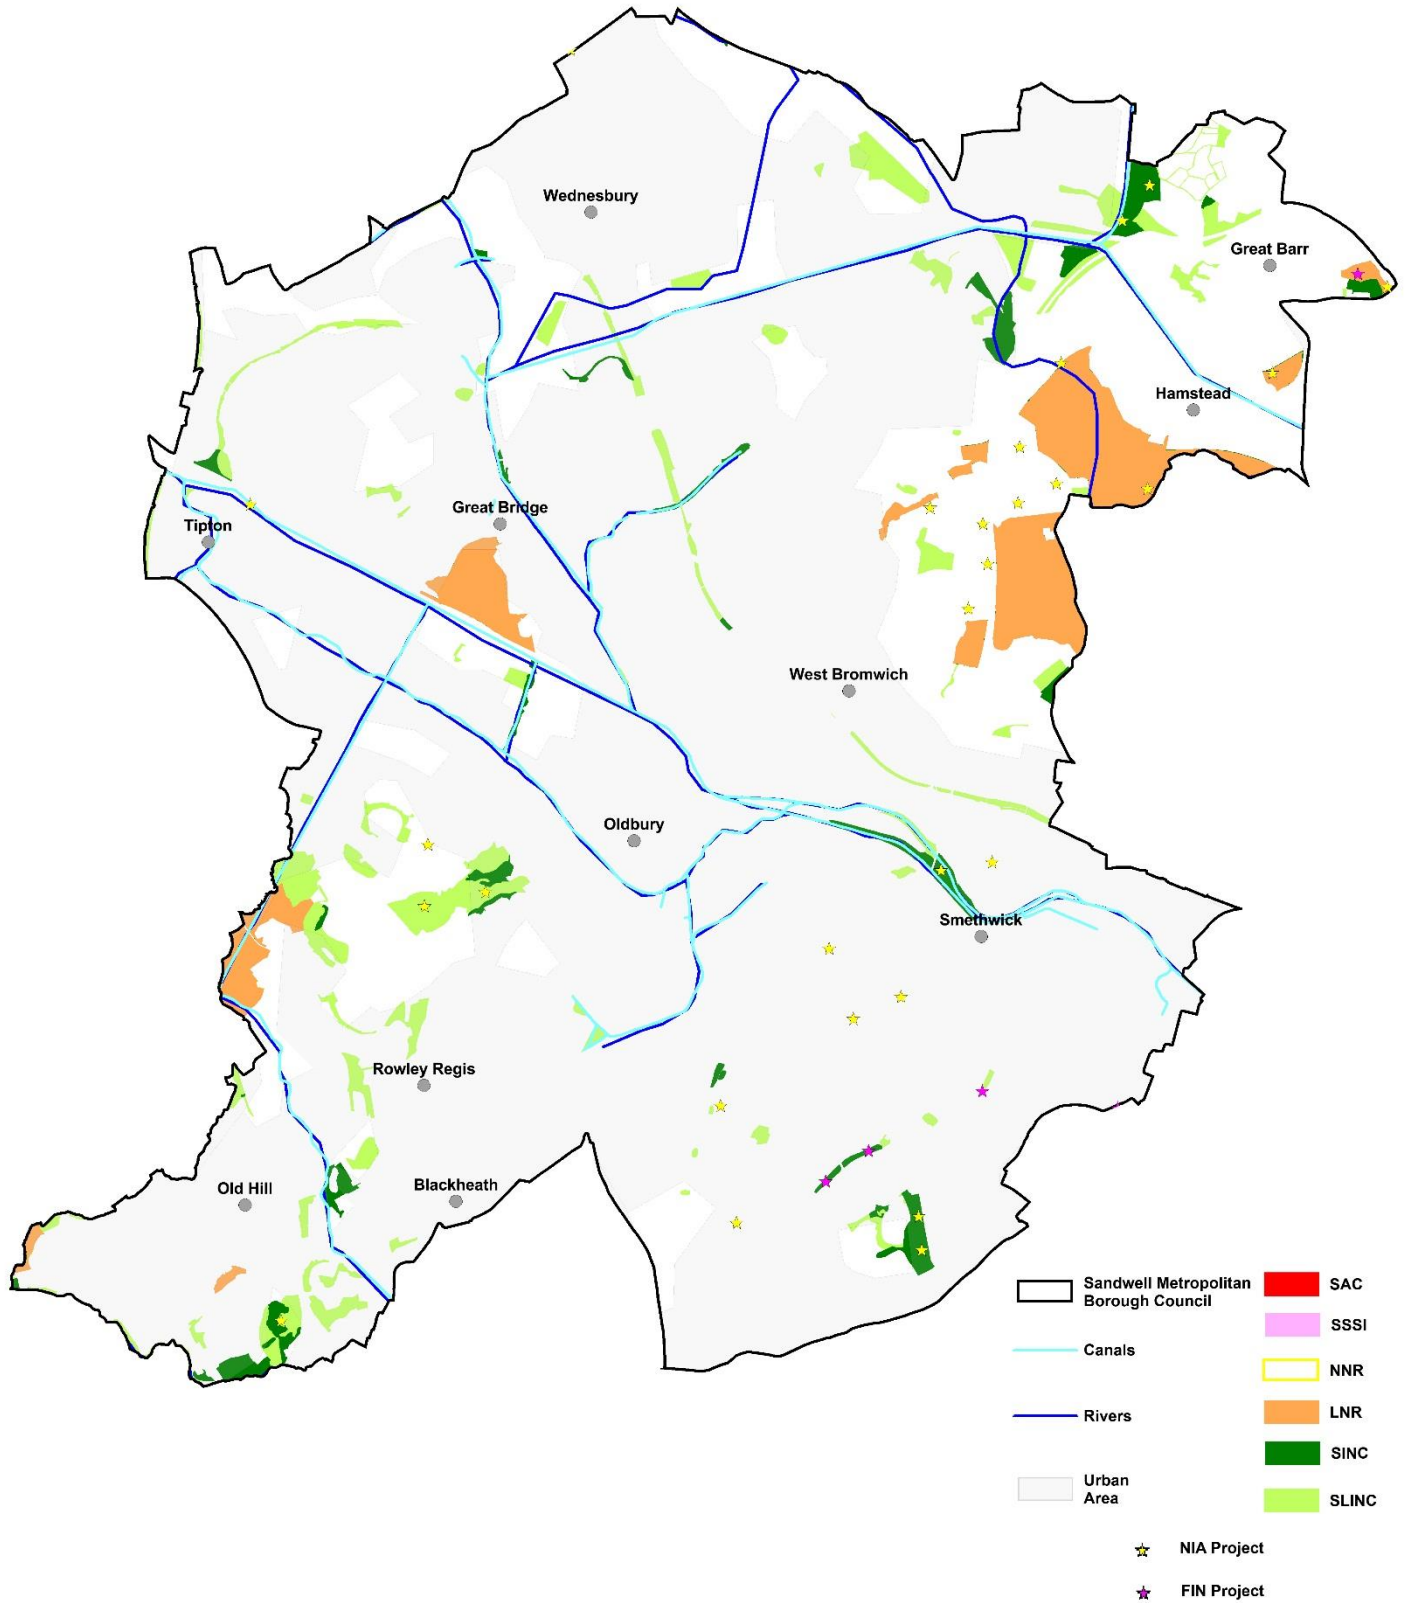 Wednesbury
Great Barr
Hamstead
Great Bridge
Tipton
West Bromwich
Oldbury
Smethwick
Rowley Regis
Old Hill
Blackheath
Sandwell Metropolitan
Borough Council
Canals
Rivers
Urban
Area
SAC
SSSI
NNR
LNR
SINC
SLINC
NIA Project
FIN Project